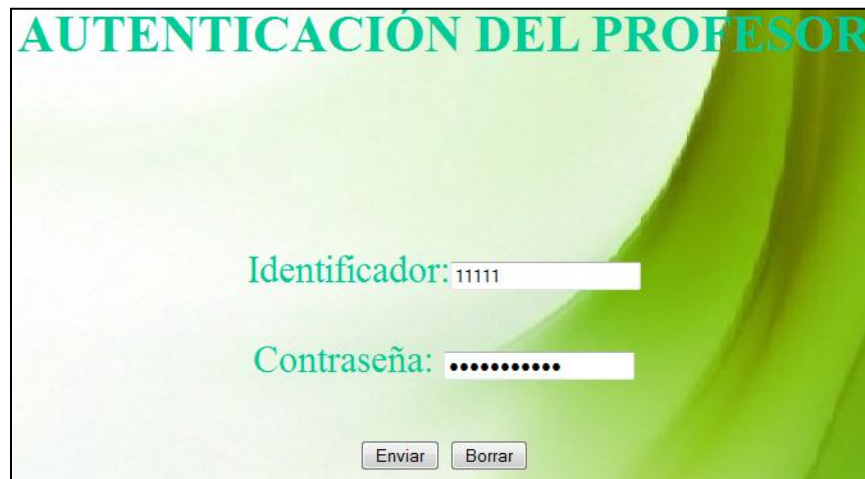 AUTENTICACIÓN DEL PROFESOR
Identificador: 11111
Contraseña: •••••••••••
Enviar Borrar